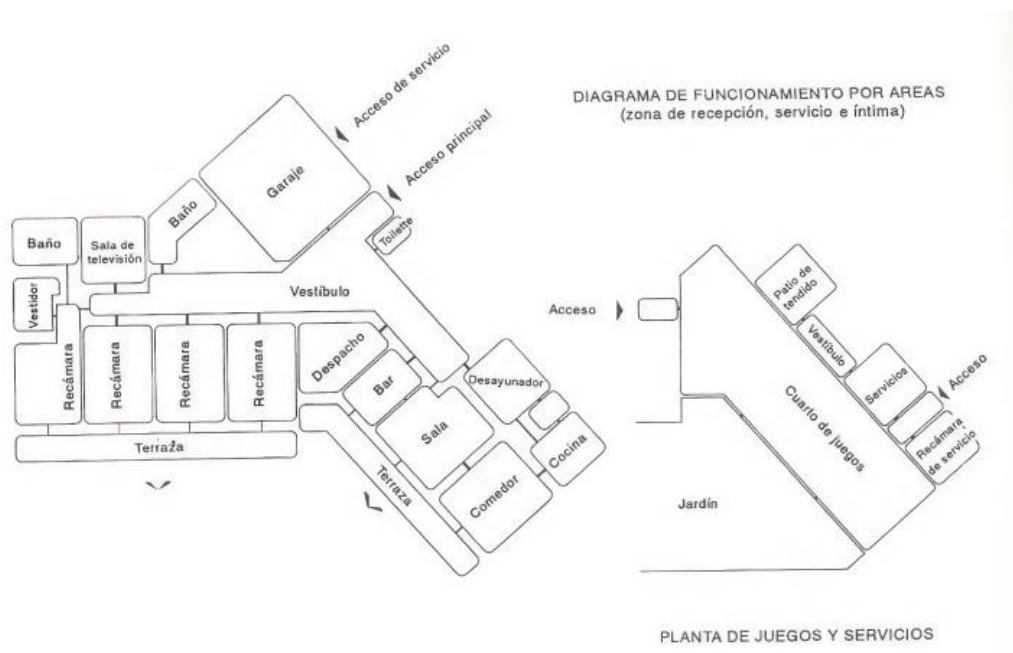 DIAGRAMA DE FUNCIONAMIENTO POR AREAS
(zona de recepción, servicio e íntima)
Acceso de servicio
Acceso principal
Garaje
Toilette
Baño
Baño
Sala de
televisión
Vestidor
Vestíbulo
Recámara
Recámara
Recámara
Recámara
Despacho
Bar
Sala
Desayunador
Cocina
Comedor
Terraza
Terraza
Acceso
Patio de
tendido
Vestíbulo
Servicios
Acceso
Recámara
de servicio
Cuarto de juegos
Jardín
PLANTA DE JUEGOS Y SERVICIOS